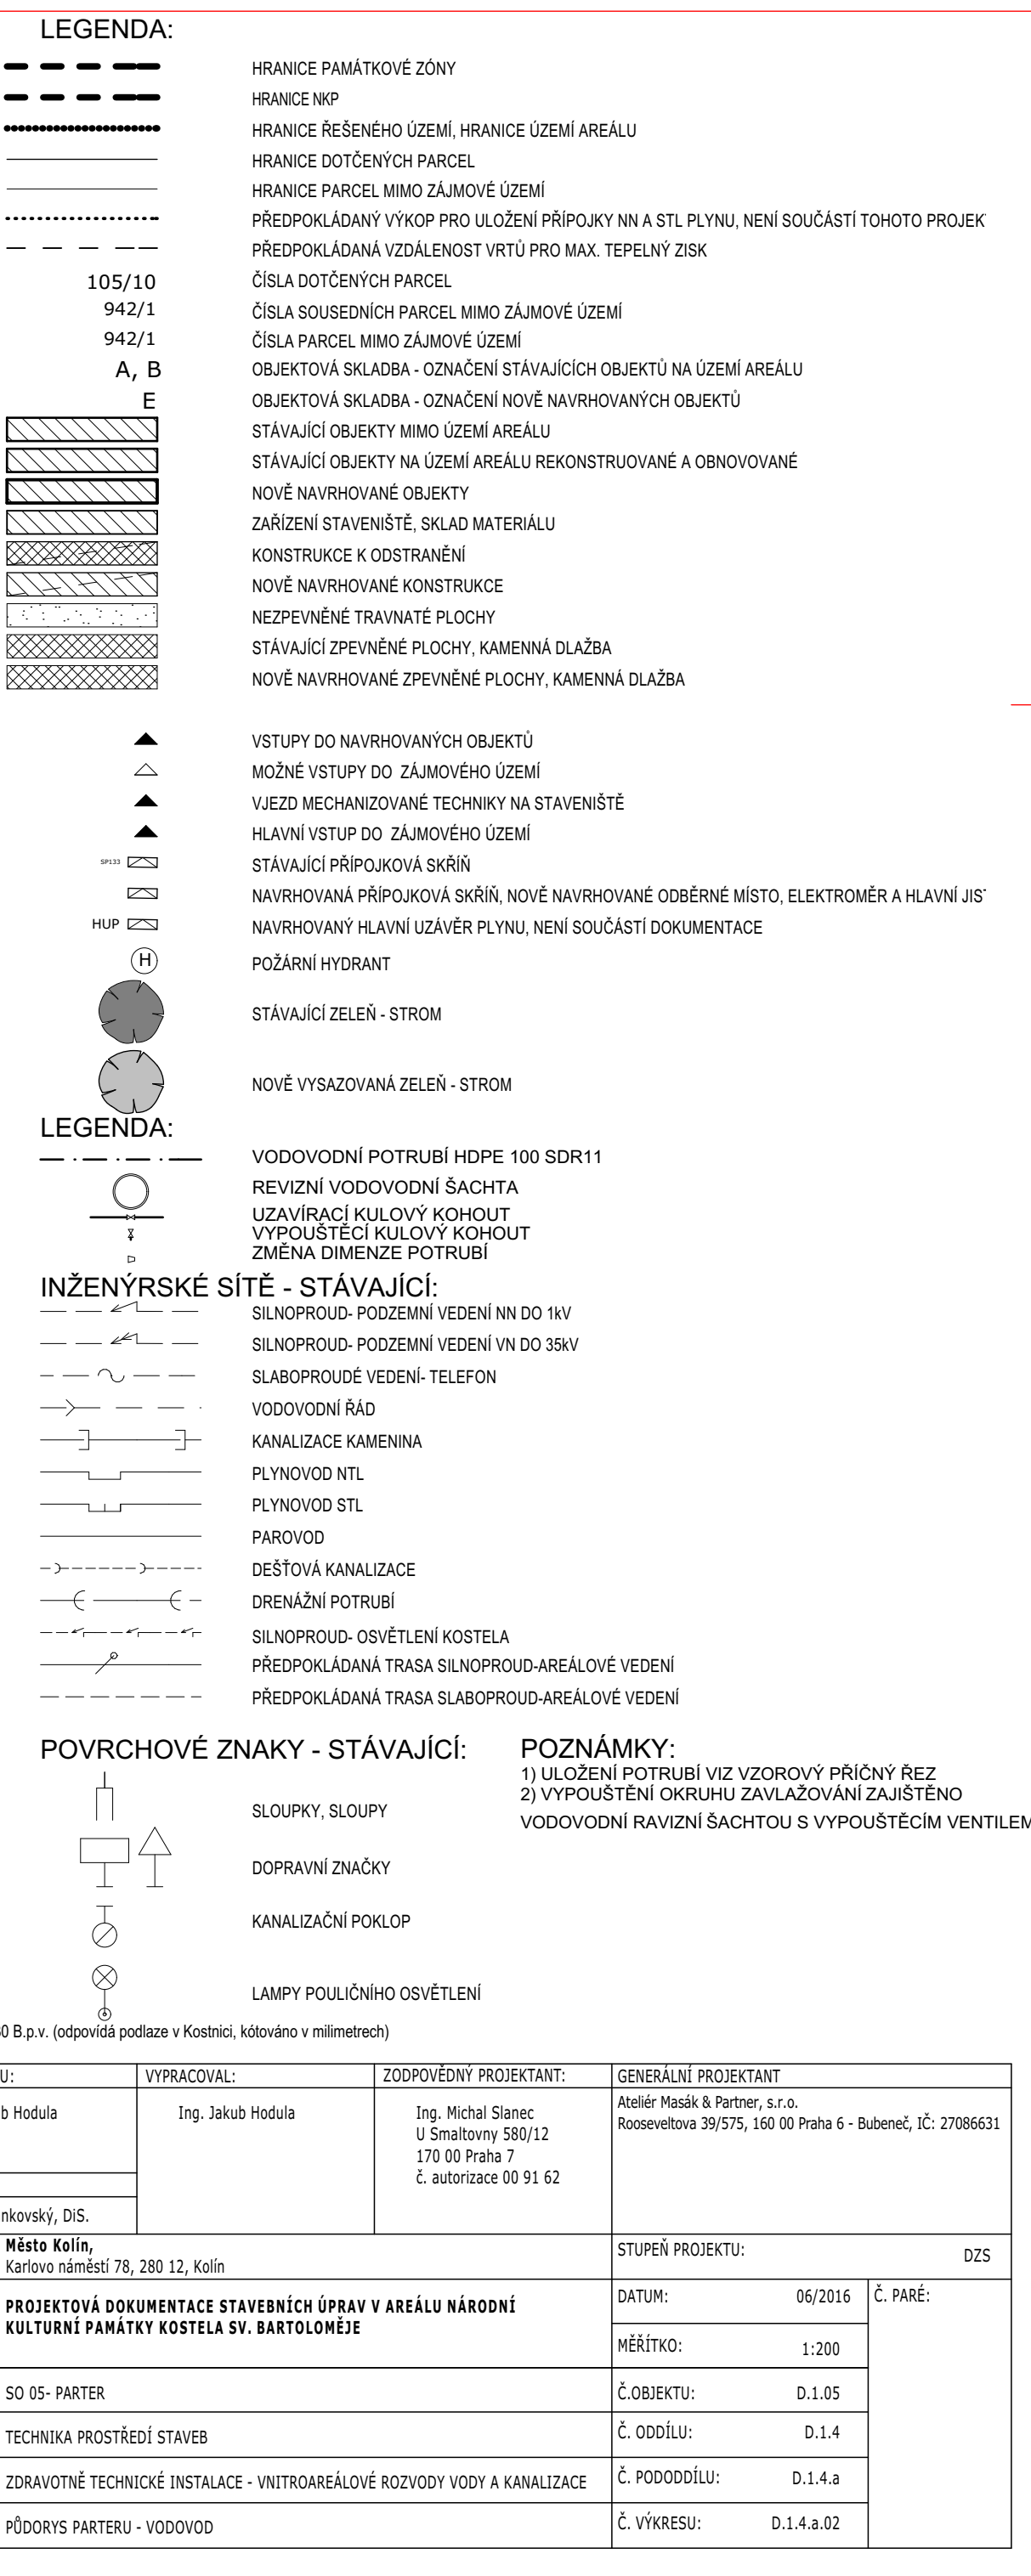 LEGENDA:
HRANICE PAMÁTKOVÉ ZÓNY
HRANICE NKP
HRANICE ŘEŠENÉHO ÚZEMÍ, HRANICE ÚZEMÍ AREÁLU
HRANICE DOTČENÝCH PARCEL
HRANICE PARCEL MIMO ZÁJMOVÉ ÚZEMÍ
PŘEDPOKLÁDANÝ VÝKOP PRO ULOŽENÍ PŘÍPOJKY NN A STL PLYNU, NENÍ SOUČÁSTÍ TOHOTO PROJEK
PŘEDPOKLÁDANÁ VZDÁLENOST VRTŮ PRO MAX. TEPELNÝ ZISK
105/10 ČÍSLA DOTČENÝCH PARCEL
942/1 ČÍSLA SOUSEDNÍCH PARCEL MIMO ZÁJMOVÉ ÚZEMÍ
942/1 ČÍSLA PARCEL MIMO ZÁJMOVÉ ÚZEMÍ
A, B OBJEKTOVÁ SKLADBA - OZNAČENÍ STÁVAJÍCÍCH OBJEKTŮ NA ÚZEMÍ AREÁLU
E OBJEKTOVÁ SKLADBA - OZNAČENÍ NOVĚ NAVRHOVANÝCH OBJEKTŮ
STÁVAJÍCÍ OBJEKTY MIMO ÚZEMÍ AREÁLU
STÁVAJÍCÍ OBJEKTY NA ÚZEMÍ AREÁLU REKONSTRUOVANÉ A OBNOVOVANÉ
NOVĚ NAVRHOVANÉ OBJEKTY
ZAŘÍZENÍ STAVENIŠTĚ, SKLAD MATERIÁLU
KONSTRUKCE K ODSTRANĚNÍ
NOVĚ NAVRHOVANÉ KONSTRUKCE
NEZPEVNĚNÉ TRAVNATÉ PLOCHY
STÁVAJÍCÍ ZPEVNĚNÉ PLOCHY, KAMENNÁ DLAŽBA
NOVĚ NAVRHOVANÉ ZPEVNĚNÉ PLOCHY, KAMENNÁ DLAŽBA
VSTUPY DO NAVRHOVANÝCH OBJEKTŮ
MOŽNÉ VSTUPY DO ZÁJMOVÉHO ÚZEMÍ
VJEZD MECHANIZOVANÉ TECHNIKY NA STAVENIŠTĚ
HLAVNÍ VSTUP DO ZÁJMOVÉHO ÚZEMÍ
SP133 STÁVAJÍCÍ PŘÍPOJKOVÁ SKŘÍŇ
NAVRHOVANÁ PŘÍPOJKOVÁ SKŘÍŇ, NOVĚ NAVRHOVANÉ ODBĚRNÉ MÍSTO, ELEKTROMĚR A HLAVNÍ JIS
HUP NAVRHOVANÝ HLAVNÍ UZÁVĚR PLYNU, NENÍ SOUČÁSTÍ DOKUMENTACE
H POŽÁRNÍ HYDRANT
STÁVAJÍCÍ ZELEŇ - STROM
NOVĚ VYSAZOVANÁ ZELEŇ - STROM
LEGENDA:
VODOVODNÍ POTRUBÍ HDPE 100 SDR11
REVIZNÍ VODOVODNÍ ŠACHTA
UZAVÍRACÍ KULOVÝ KOHOUT
VYPOUŠTĚCÍ KULOVÝ KOHOUT
ZMĚNA DIMENZE POTRUBÍ
INŽENÝRSKÉ SÍTĚ - STÁVAJÍCÍ:
SILNOPROUD- PODZEMNÍ VEDENÍ NN DO 1kV
SILNOPROUD- PODZEMNÍ VEDENÍ VN DO 35kV
SLABOPROUDÉ VEDENÍ- TELEFON
VODOVODNÍ ŘÁD
KANALIZACE KAMENINA
PLYNOVOD NTL
PLYNOVOD STL
PAROVOD
DEŠŤOVÁ KANALIZACE
DRENÁŽNÍ POTRUBÍ
SILNOPROUD- OSVĚTLENÍ KOSTELA
PŘEDPOKLÁDANÁ TRASA SILNOPROUD-AREÁLOVÉ VEDENÍ
PŘEDPOKLÁDANÁ TRASA SLABOPROUD-AREÁLOVÉ VEDENÍ
POVRCHOVÉ ZNAKY - STÁVAJÍCÍ:
SLOUPKY, SLOUPY
DOPRAVNÍ ZNAČKY
KANALIZAČNÍ POKLOP
LAMPY POULIČNÍHO OSVĚTLENÍ
POZNÁMKY:
1) ULOŽENÍ POTRUBÍ VIZ VZOROVÝ PŘÍČNÝ ŘEZ
2) VYPOUŠTĚNÍ OKRUHU ZAVLAŽOVÁNÍ ZAJIŠTĚNO
VODOVODNÍ RAVIZNÍ ŠACHTOU S VYPOUŠTĚCÍM VENTILEM
0 B.p.v. (odpovídá podlaze v Kostnici, kótováno v milimetrech)
U:
b Hodula
nkovský, DiS.
VYPRACOVAL:
Ing. Jakub Hodula
ZODPOVĚDNÝ PROJEKTANT:
Ing. Michal Slanec
U Smaltovny 580/12
170 00 Praha 7
č. autorizace 00 91 62
GENERÁLNÍ PROJEKTANT
Ateliér Masák & Partner, s.r.o.
Rooseveltova 39/575, 160 00 Praha 6 - Bubeneč, IČ: 27086631
Město Kolín,
Karlovo náměstí 78, 280 12, Kolín
STUPEŇ PROJEKTU: DZS
PROJEKTOVÁ DOKUMENTACE STAVEBNÍCH ÚPRAV V AREÁLU NÁRODNÍ
KULTURNÍ PAMÁTKY KOSTELA SV. BARTOLOMĚJE
DATUM: 06/2016
Č. PARÉ:
MĚŘÍTKO: 1:200
SO 05- PARTER
Č.OBJEKTU: D.1.05
TECHNIKA PROSTŘEDÍ STAVEB
Č. ODDÍLU: D.1.4
ZDRAVOTNĚ TECHNICKÉ INSTALACE - VNITROAREÁLOVÉ ROZVODY VODY A KANALIZACE
Č. PODODDÍLU: D.1.4.a
PŮDORYS PARTERU - VODOVOD
Č. VÝKRESU: D.1.4.a.02